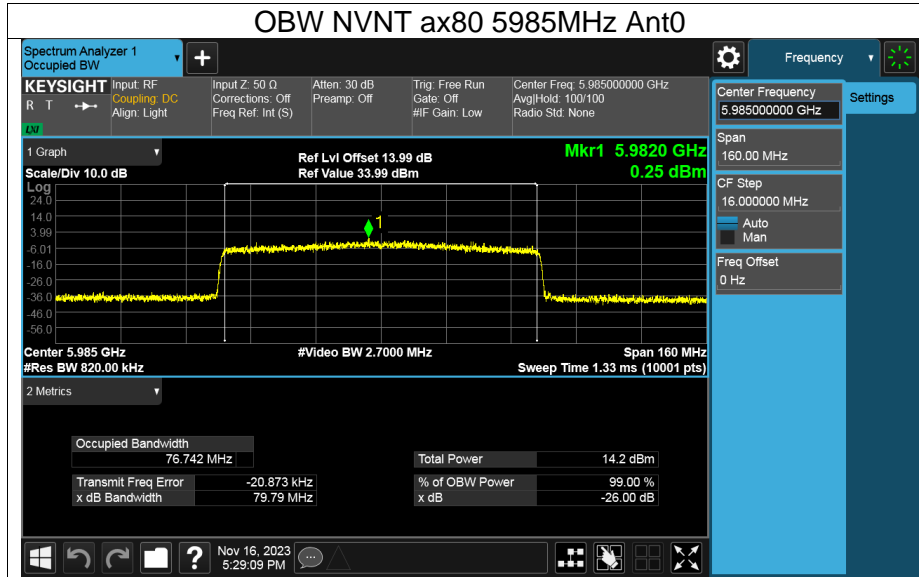 OBW NVNT ax80 5985MHz Ant0
Spectrum Analyzer 1
Occupied BW
+
Frequency
KEYSIGHT
R T
LXI
Input: RF
Coupling: DC
Align: Light
Input Z: 50 Ω
Corrections: Off
Freq Ref: Int (S)
Atten: 30 dB
Preamp: Off
Trig: Free Run
Gate: Off
#IF Gain: Low
Center Freq: 5.985000000 GHz
Avg|Hold: 100/100
Radio Std: None
Center Frequency
5.985000000 GHz
Settings
Span
160.00 MHz
CF Step
16.000000 MHz
Auto
Man
Freq Offset
0 Hz
1 Graph
Scale/Div 10.0 dB
Ref Lvl Offset 13.99 dB
Ref Value 33.99 dBm
Mkr1 5.9820 GHz
0.25 dBm
Log
24.0
14.0
3.99
-6.01
-16.0
-26.0
-36.0
-46.0
-56.0
1
Center 5.985 GHz
#Video BW 2.7000 MHz
Span 160 MHz
#Res BW 820.00 kHz
Sweep Time 1.33 ms (10001 pts)
2 Metrics
Occupied Bandwidth
76.742 MHz
Total Power 14.2 dBm
Transmit Freq Error -20.873 kHz
% of OBW Power 99.00 %
x dB Bandwidth 79.79 MHz
x dB -26.00 dB
?
Nov 16, 2023
5:29:09 PM